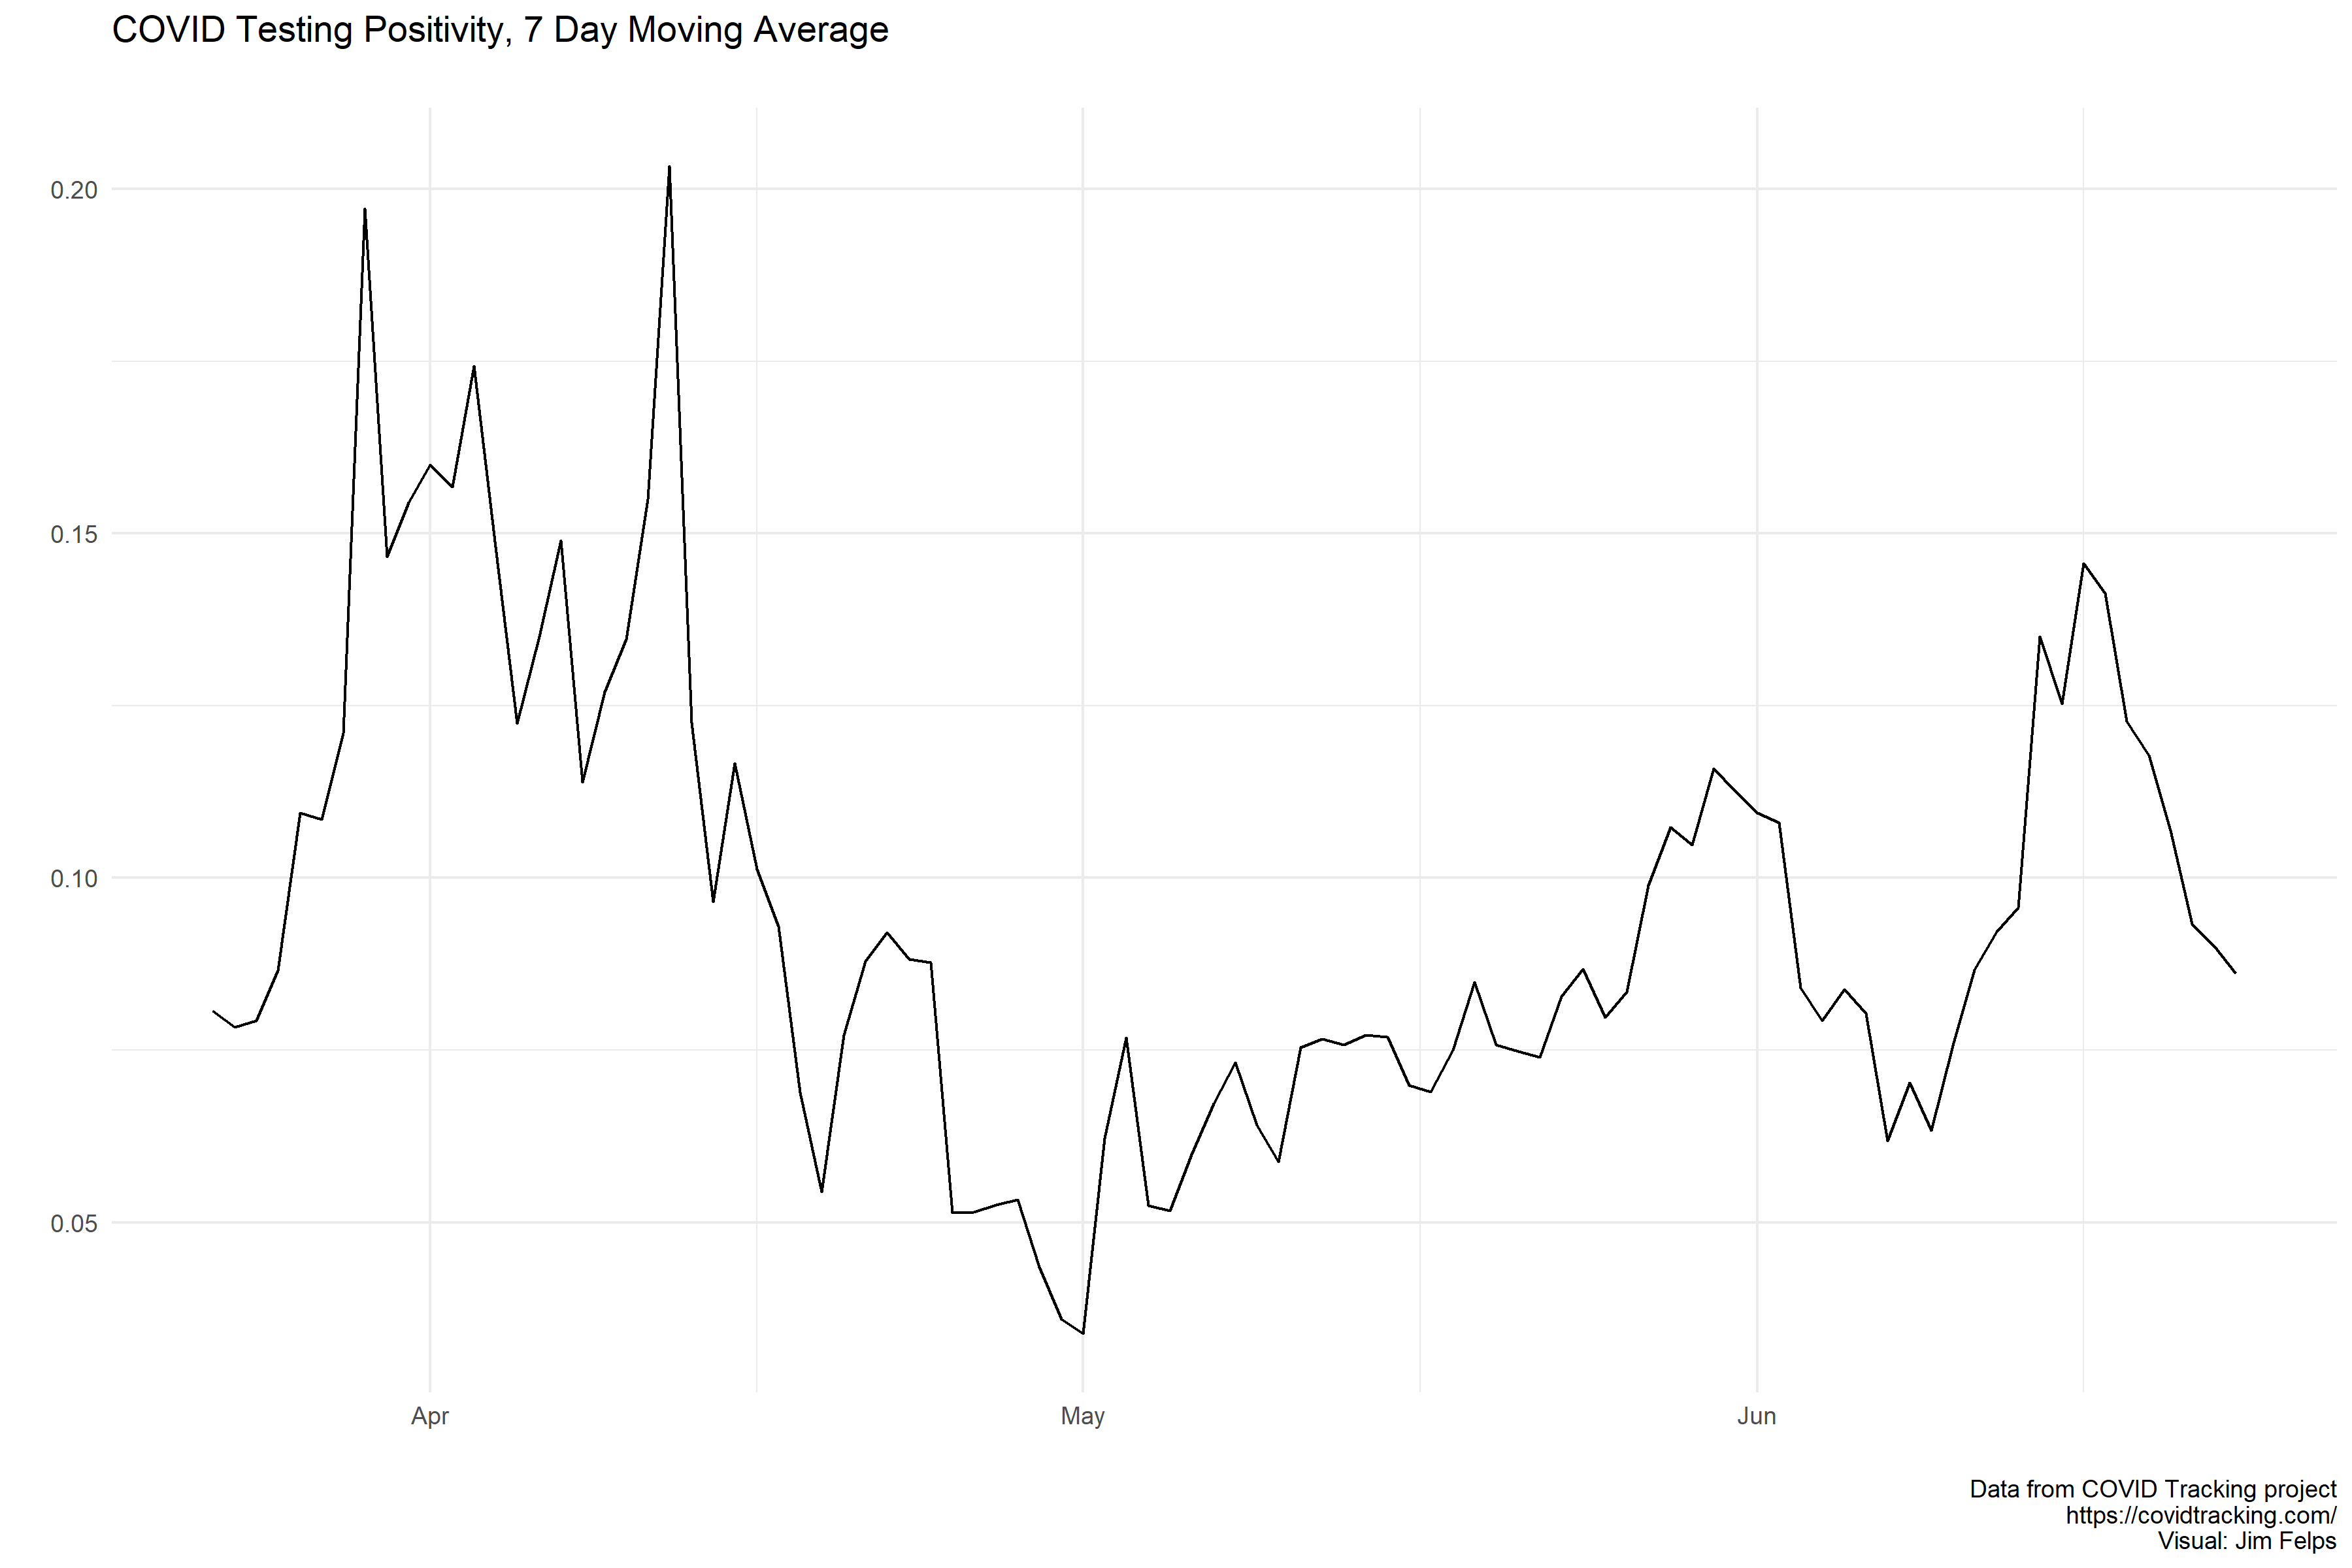 COVID Testing Positivity, 7 Day Moving Average
0.20
0.15
0.10
0.05
Apr
May
Jun
Data from COVID Tracking project
https://covidtracking.com/
Visual: Jim Felps